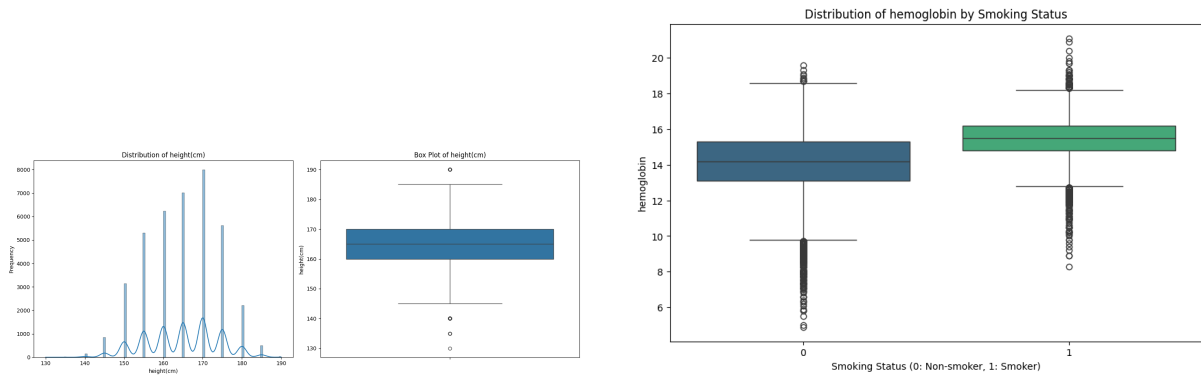 Distribution of height(cm)
8000
7000
6000
5000
4000
3000
2000
1000
0
Frequency
130 140 150 160 170 180 190
height(cm)
Box Plot of height(cm)
190
180
170
160
150
140
130
height(cm)
Distribution of hemoglobin by Smoking Status
20
18
16
14
12
10
8
6
hemoglobin
0 1
Smoking Status (0: Non-smoker, 1: Smoker)